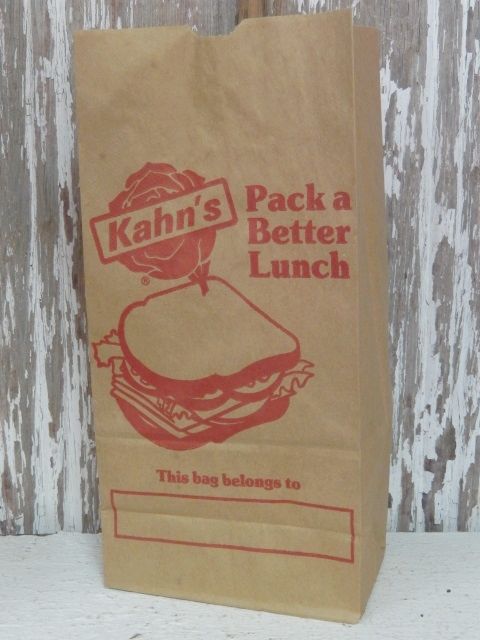 Kahn's
®
Pack a
Better
Lunch
This bag belongs to